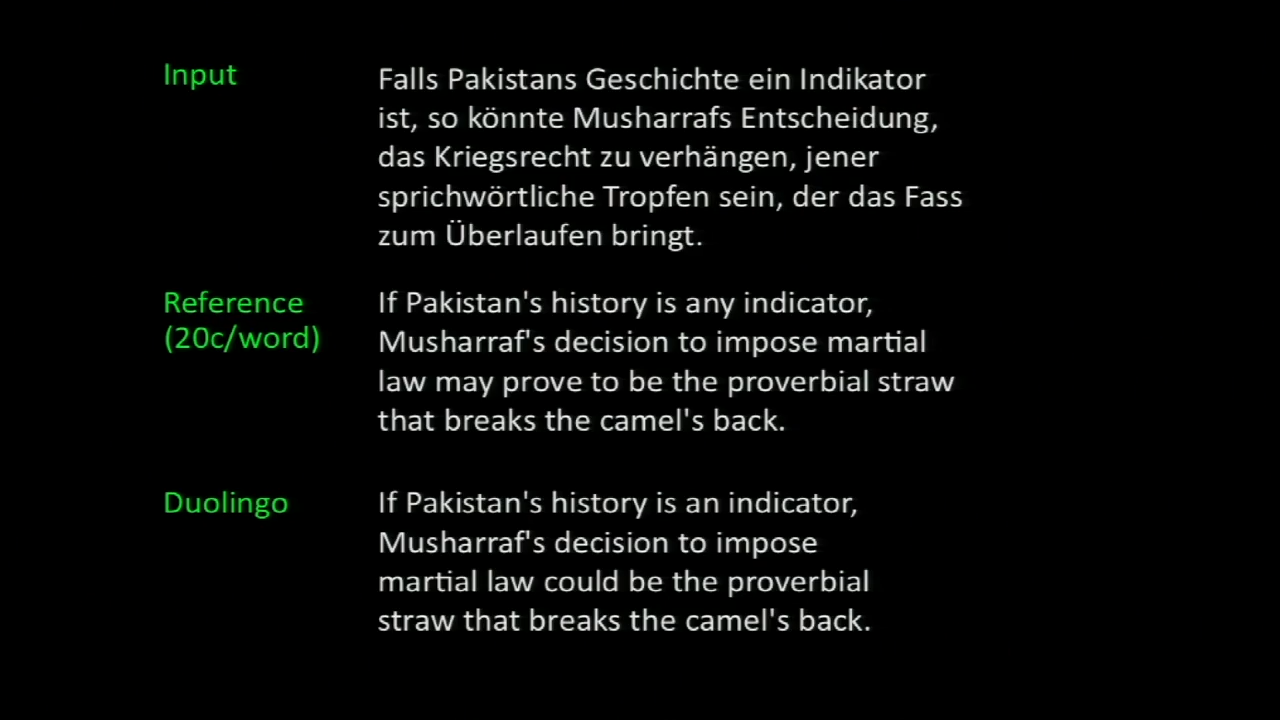 Input
Falls Pakistans Geschichte ein Indikator
ist, so könnte Musharrafs Entscheidung,
das Kriegsrecht zu verhängen, jener
sprichwörtliche Tropfen sein, der das Fass
zum Überlaufen bringt.
Reference
(20c/word)
If Pakistan's history is any indicator,
Musharraf's decision to impose martial
law may prove to be the proverbial straw
that breaks the camel's back.
Duolingo
If Pakistan's history is an indicator,
Musharraf's decision to impose
martial law could be the proverbial
straw that breaks the camel's back.